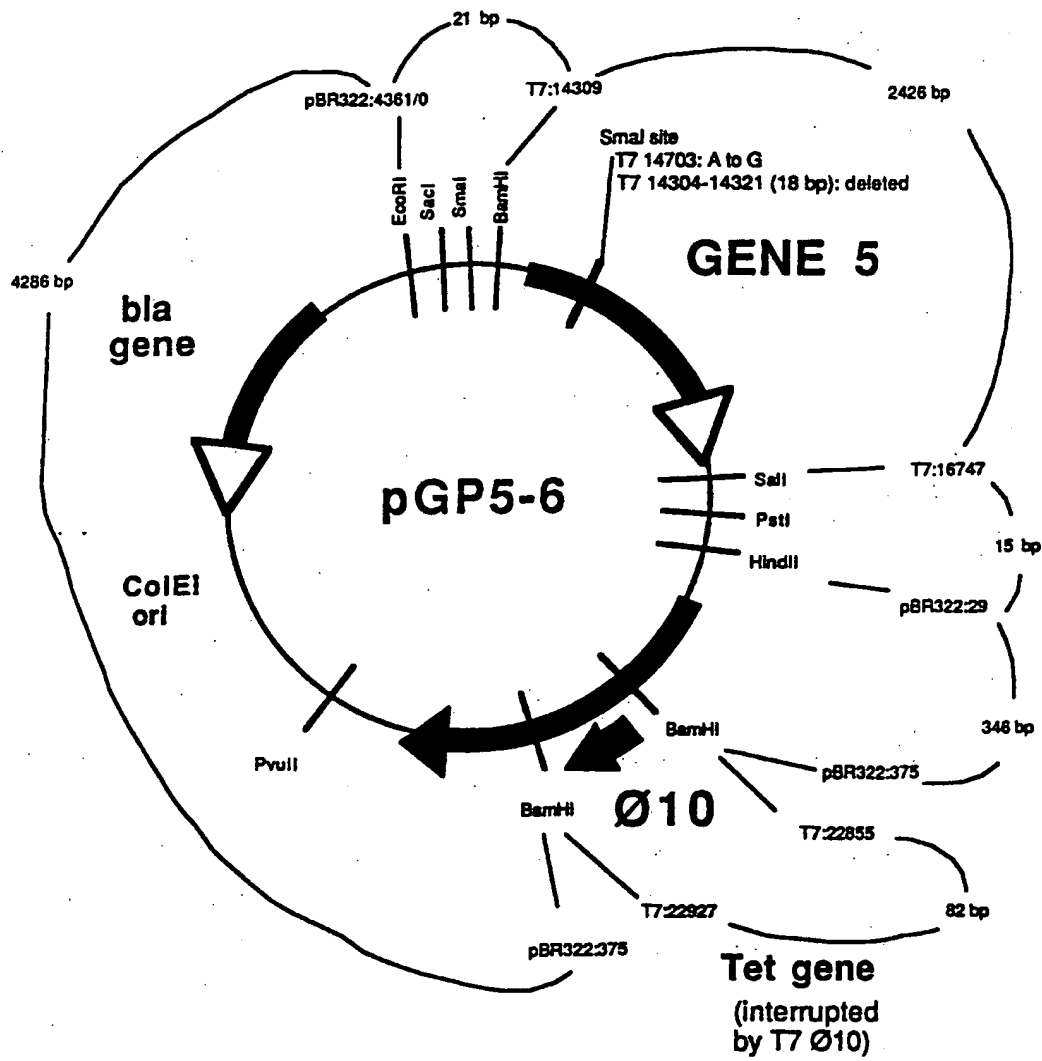 21 bp
pBR322:4361/0
T7:14309
2426 bp
SmaI site
T7 14703: A to G
T7 14304-14321 (18 bp): deleted
EcoRI
SacI
SmaI
BamHI
GENE 5
4286 bp
bla
gene
pGP5-6
SalI
T7:16747
PstI
15 bp
HindII
pBR322:29
ColEI
ori
BamHI
346 bp
PvuII
pBR322:375
BamHI
Ø10
T7:22855
T7:22927
82 bp
pBR322:375
Tet gene
(interrupted
by T7 Ø10)